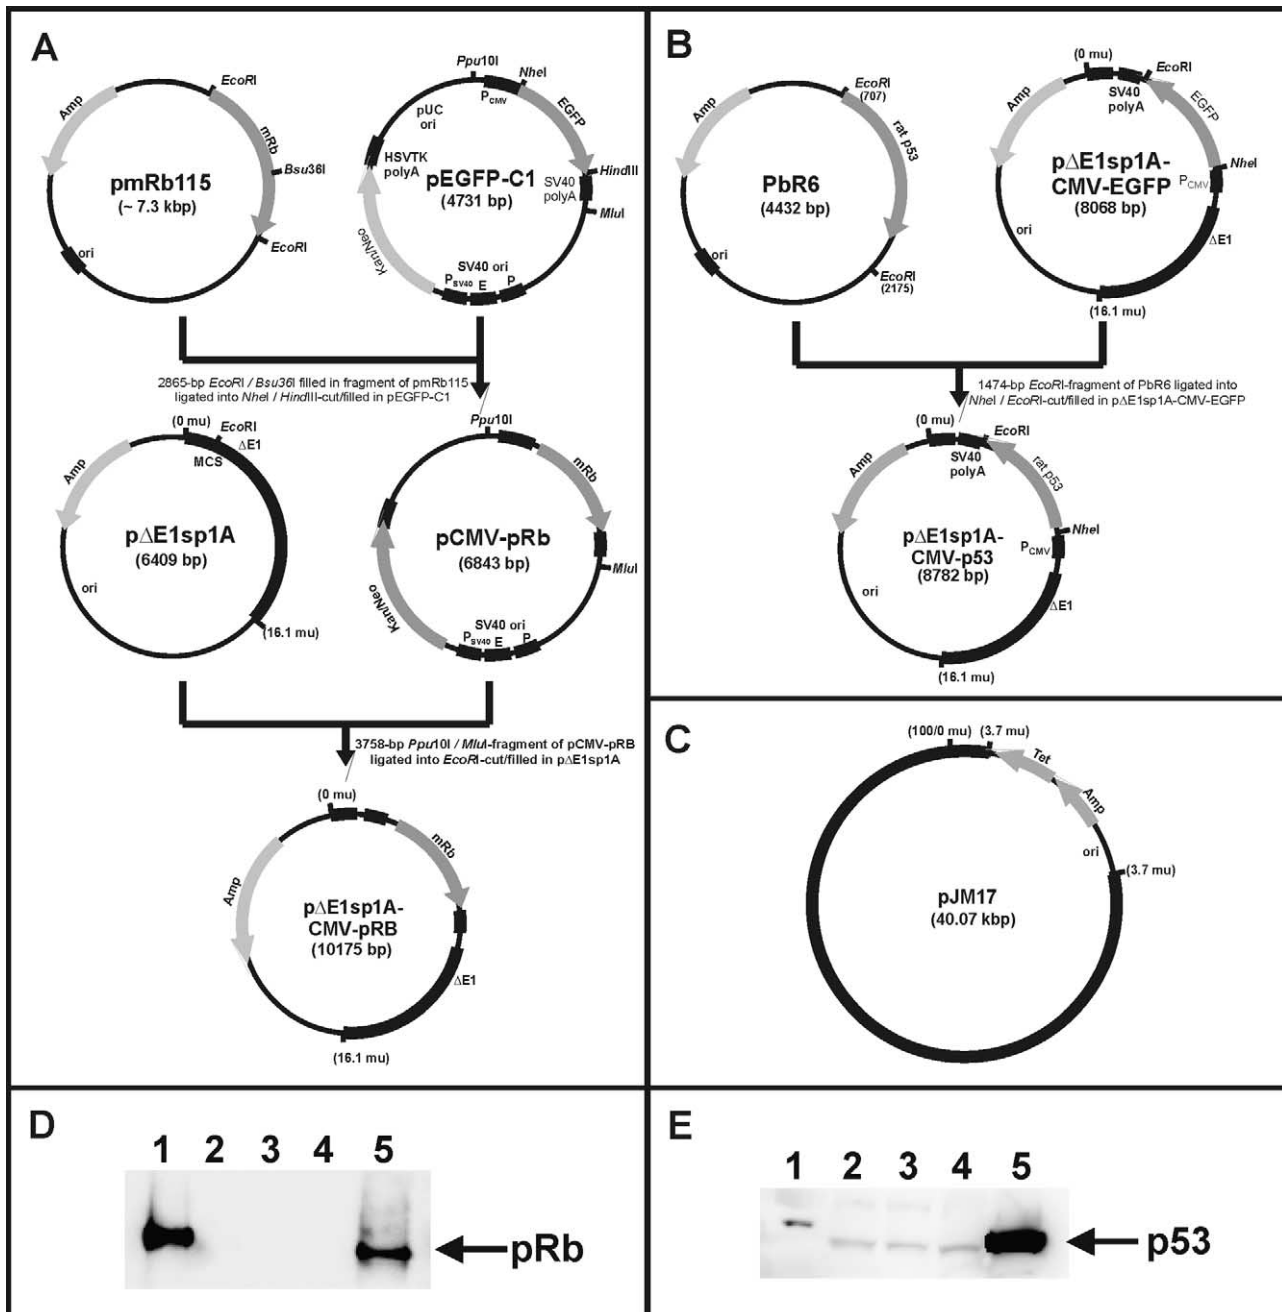 A
EcoRI
Amp
mRb
Bsu36I
pmRb115
(~ 7.3 kbp)
ori
EcoRI
Ppu10I
NheI
PCMV
EGFP
pUC
ori
HSVTK
polyA
HindIII
pEGFP-C1
(4731 bp)
SV40
polyA
MluI
Kan/Neo
SV40 ori
PSV40 E P
2865-bp EcoRI / Bsu36I filled in fragment of pmRb115
ligated into NheI / HindIII-cut/filled in pEGFP-C1
(0 mu)
EcoRI
ΔE1
MCS
Amp
pΔE1sp1A
(6409 bp)
ori
(16.1 mu)
Ppu10I
mRb
pCMV-pRb
(6843 bp)
MluI
Kan/Neo
SV40 ori
PSV40 E P
3758-bp Ppu10I / MluI-fragment of pCMV-pRB
ligated into EcoRI-cut/filled in pΔE1sp1A
(0 mu)
mRb
Amp
pΔE1sp1A-
CMV-pRB
(10175 bp)
ΔE1
(16.1 mu)
B
EcoRI
(707)
Amp
rat p53
PbR6
(4432 bp)
ori
EcoRI
(2175)
(0 mu)
EcoRI
SV40
polyA
Amp
EGFP
pΔE1sp1A-
CMV-EGFP
(8068 bp)
NheI
PCMV
ori
ΔE1
(16.1 mu)
1474-bp EcoRI-fragment of PbR6 ligated into
NheI / EcoRI-cut/filled in pΔE1sp1A-CMV-EGFP
(0 mu)
EcoRI
SV40
polyA
Amp
rat p53
pΔE1sp1A-
CMV-p53
(8782 bp)
NheI
PCMV
ori
ΔE1
(16.1 mu)
C
(100/0 mu) (3.7 mu)
Tet
Amp
ori
(3.7 mu)
pJM17
(40.07 kbp)
D
1 2 3 4 5
pRb
E
1 2 3 4 5
p53